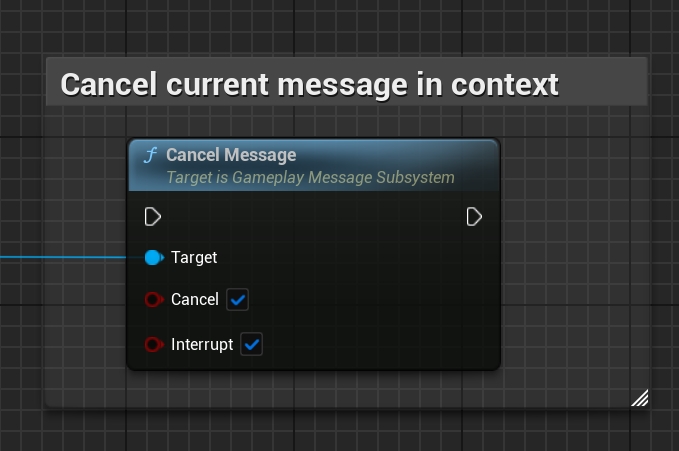 Cancel current message in context
f Cancel Message
Target is Gameplay Message Subsystem
Target
Cancel
Interrupt